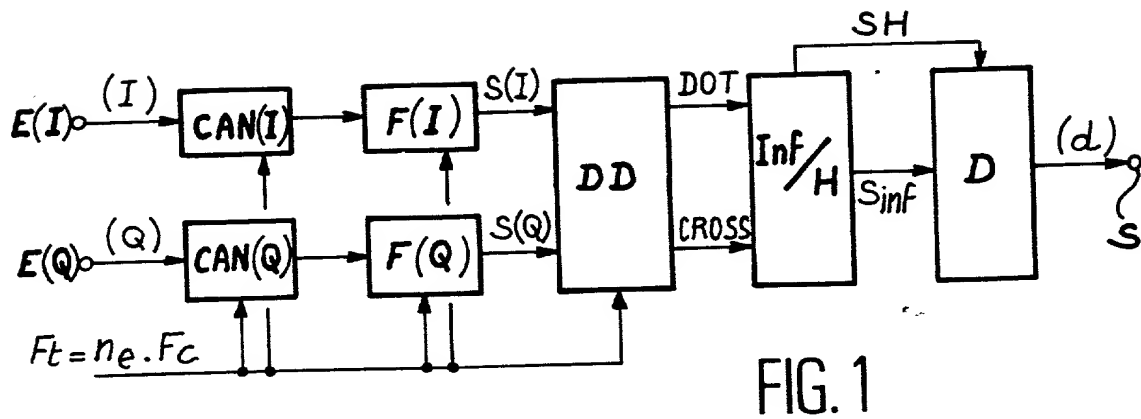 SH
(I)
S(I)
DOT
E(I)
CAN(I)
F(I)
DD
Inf/H
D
(d)
Sinf
S
(Q)
S(Q)
CROSS
E(Q)
CAN(Q)
F(Q)
Ft = ne.Fc
FIG. 1